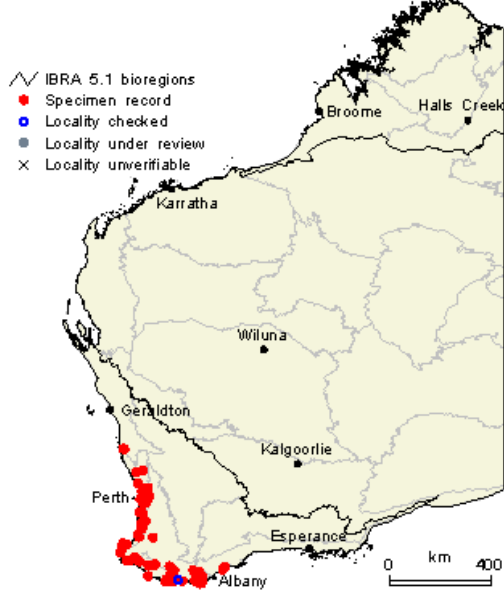 IBRA 5.1 bioregions
Specimen record
Locality checked
Locality under review
Locality unverifiable
Broome
Halls Creek
Karratha
Wiluna
Geraldton
Kalgoorlie
Perth
Esperance
Albany
km
0 400